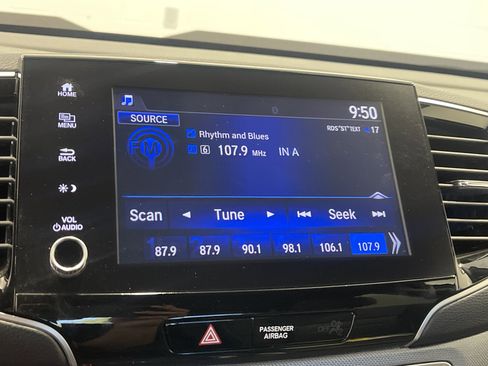 HOME
9:50
SOURCE
Rhythm and Blues
RDS "ST" TEXT 17
MENU
FM
6 107.9 MHz IN A
BACK
VOL
AUDIO
Scan Tune Seek
87.9 87.9 90.1 98.1 106.1 107.9
PASSENGER
AIRBAG
OFF